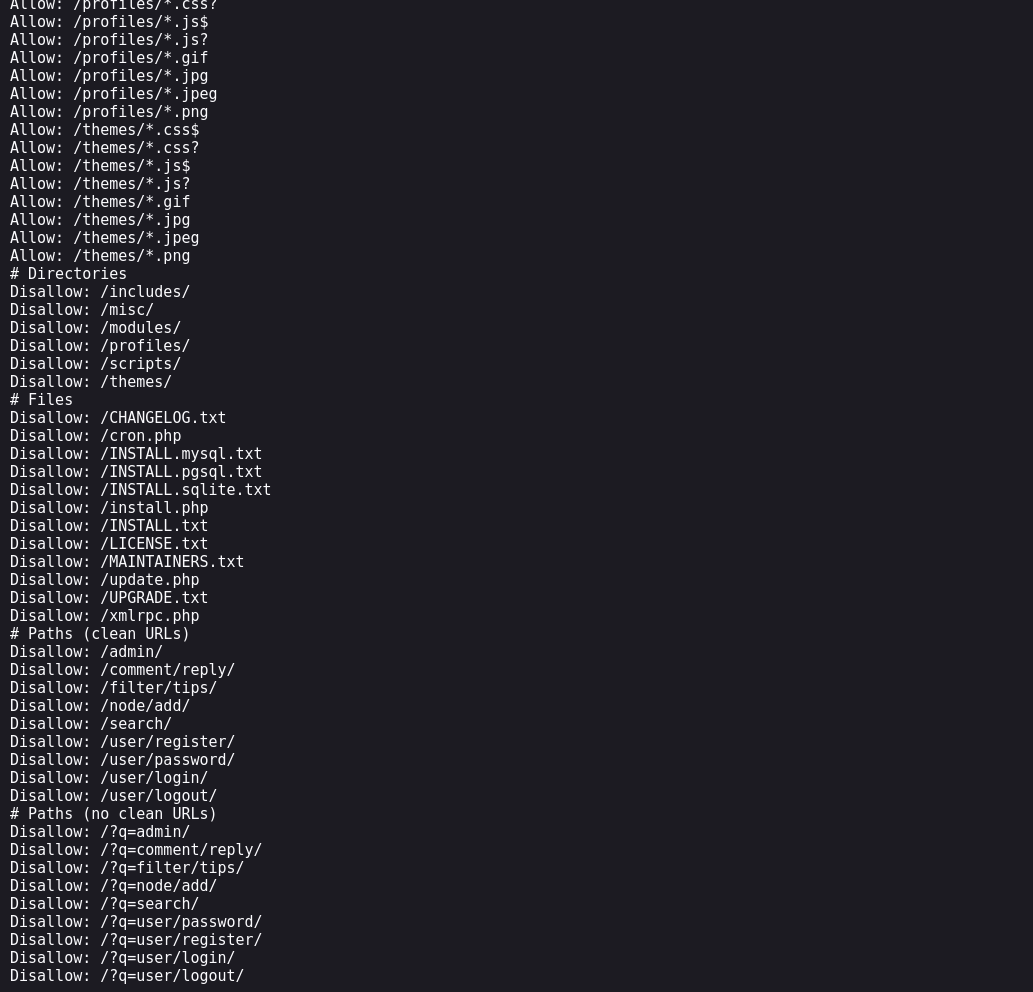 Allow: /profiles/*.css?
Allow: /profiles/*.js$
Allow: /profiles/*.js?
Allow: /profiles/*.gif
Allow: /profiles/*.jpg
Allow: /profiles/*.jpeg
Allow: /profiles/*.png
Allow: /themes/*.css$
Allow: /themes/*.css?
Allow: /themes/*.js$
Allow: /themes/*.js?
Allow: /themes/*.gif
Allow: /themes/*.jpg
Allow: /themes/*.jpeg
Allow: /themes/*.png
# Directories
Disallow: /includes/
Disallow: /misc/
Disallow: /modules/
Disallow: /profiles/
Disallow: /scripts/
Disallow: /themes/
# Files
Disallow: /CHANGELOG.txt
Disallow: /cron.php
Disallow: /INSTALL.mysql.txt
Disallow: /INSTALL.pgsql.txt
Disallow: /INSTALL.sqlite.txt
Disallow: /install.php
Disallow: /INSTALL.txt
Disallow: /LICENSE.txt
Disallow: /MAINTAINERS.txt
Disallow: /update.php
Disallow: /UPGRADE.txt
Disallow: /xmlrpc.php
# Paths (clean URLs)
Disallow: /admin/
Disallow: /comment/reply/
Disallow: /filter/tips/
Disallow: /node/add/
Disallow: /search/
Disallow: /user/register/
Disallow: /user/password/
Disallow: /user/login/
Disallow: /user/logout/
# Paths (no clean URLs)
Disallow: /?q=admin/
Disallow: /?q=comment/reply/
Disallow: /?q=filter/tips/
Disallow: /?q=node/add/
Disallow: /?q=search/
Disallow: /?q=user/password/
Disallow: /?q=user/register/
Disallow: /?q=user/login/
Disallow: /?q=user/logout/